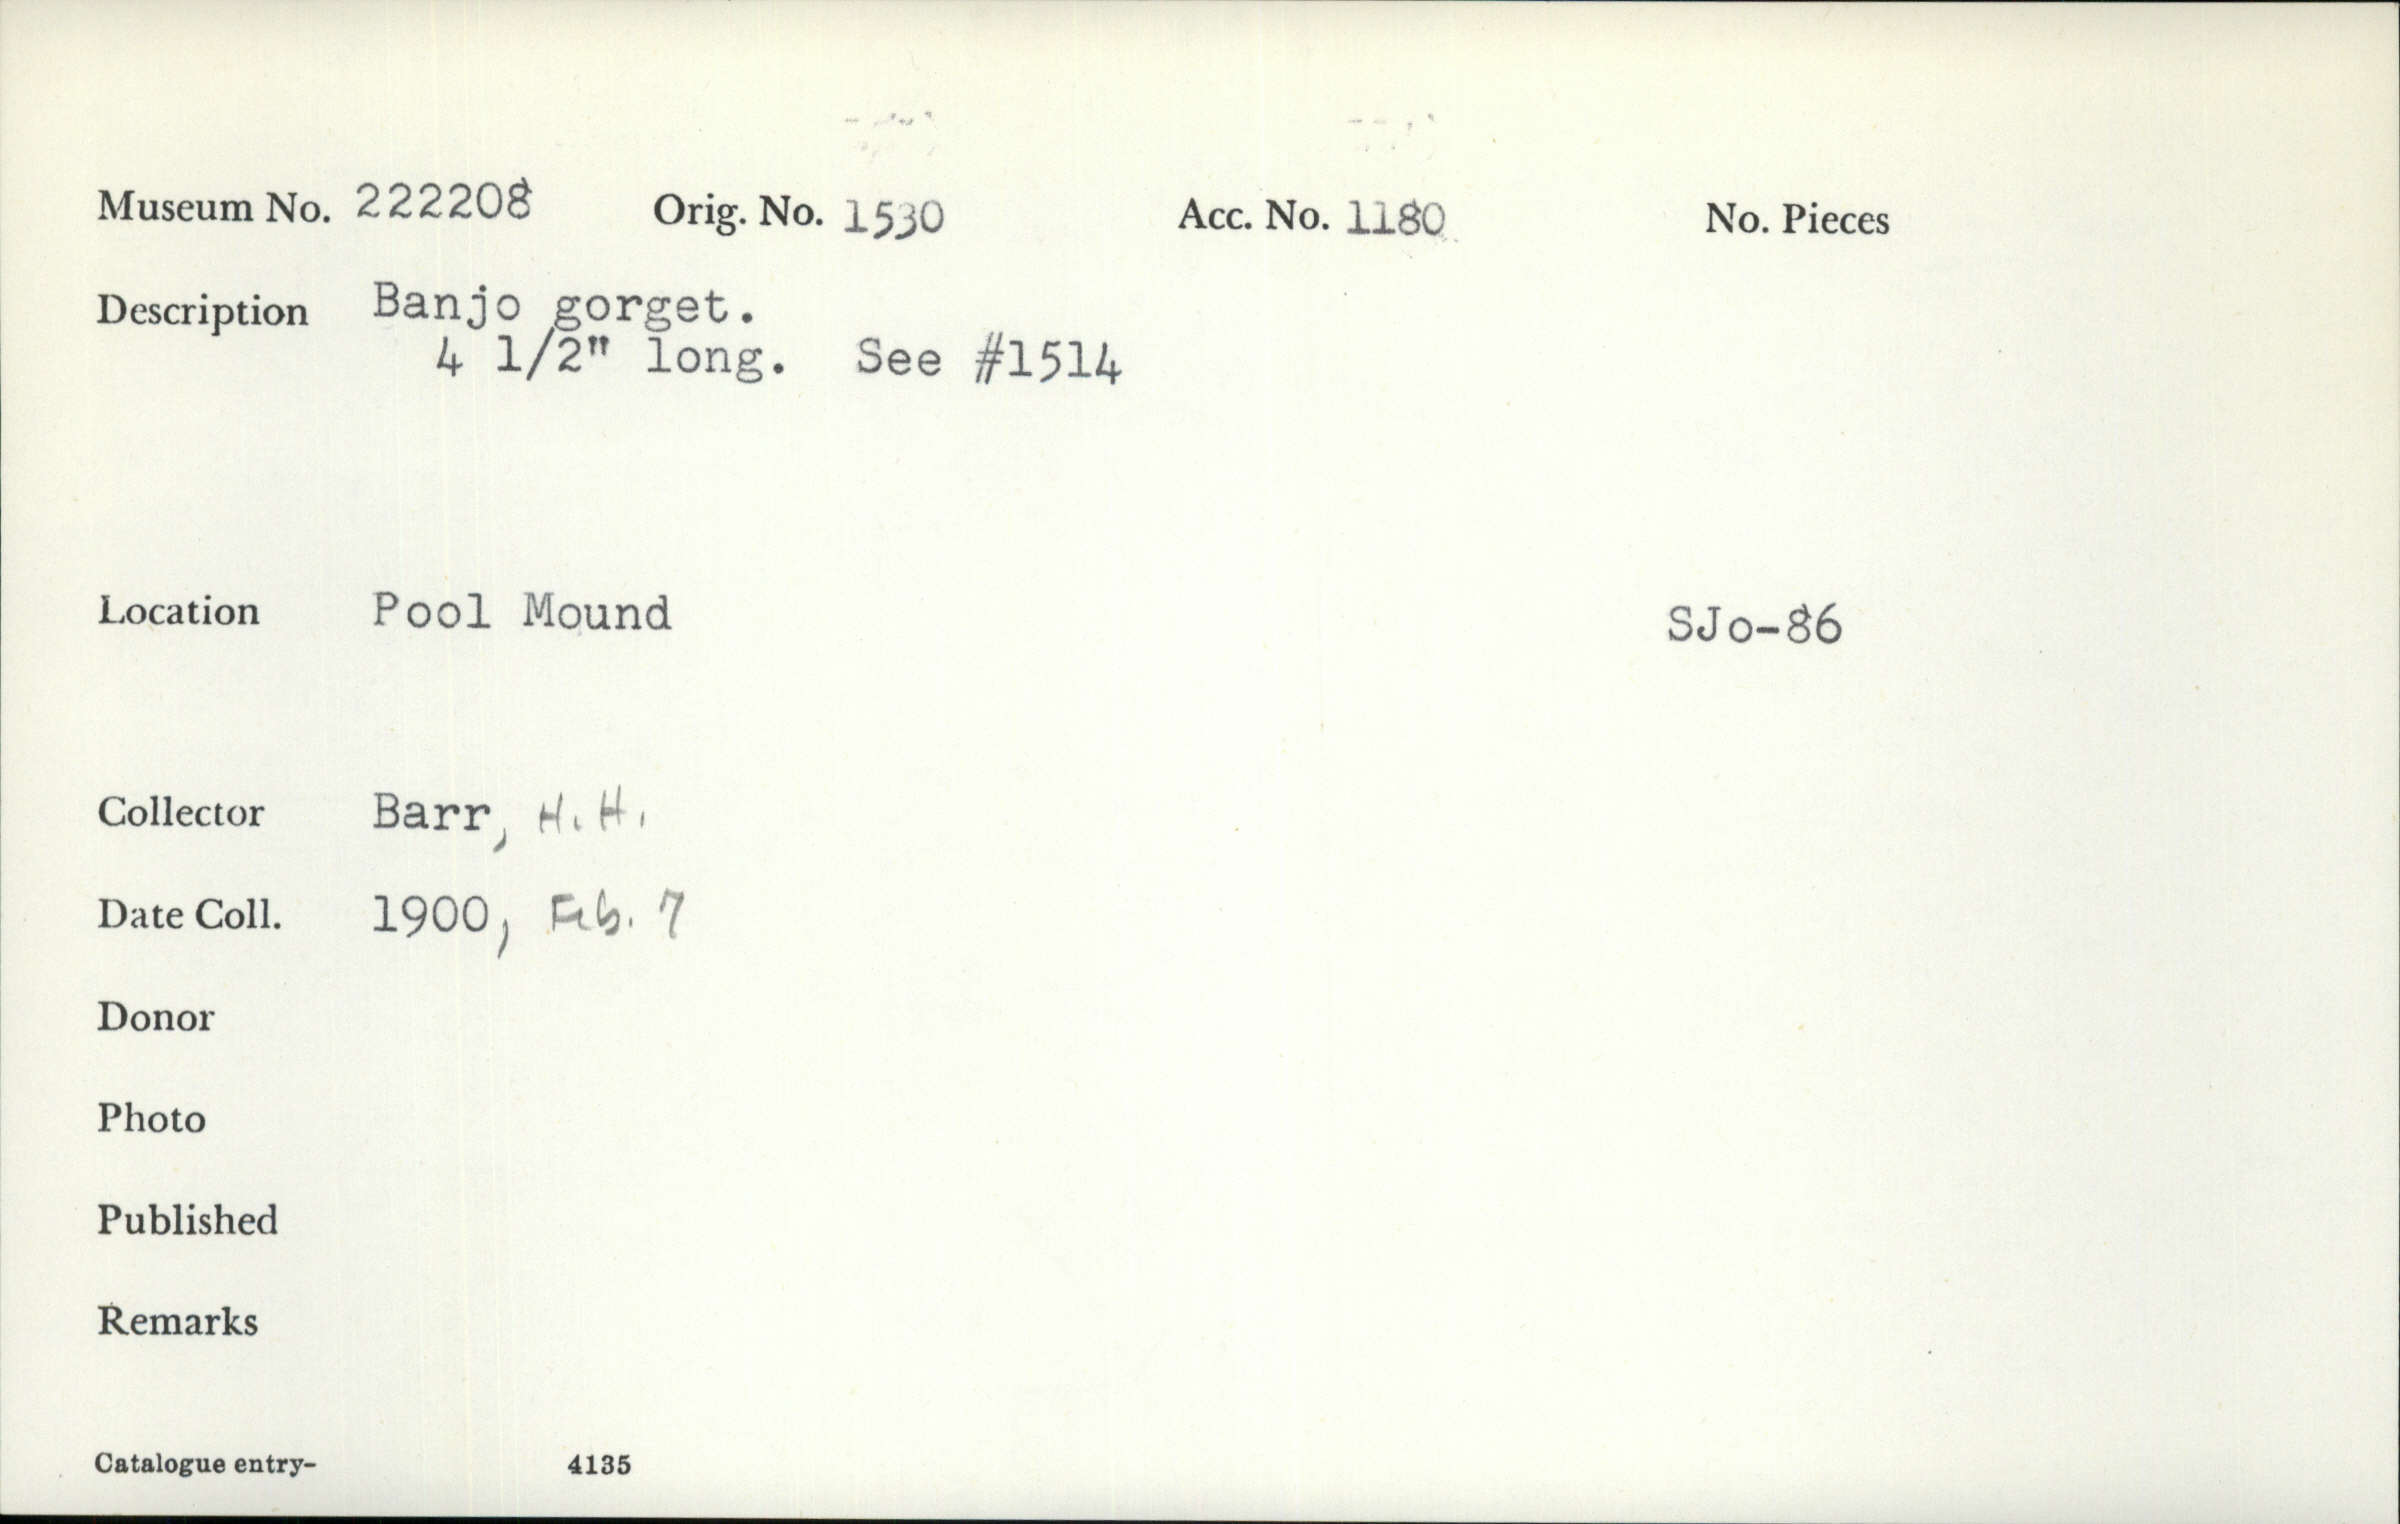 Museum No. 222208 Orig. No. 1530 Acc. No. 1180 No. Pieces
Description Banjo gorget.
4 1/2" long. See #1514
Location Pool Mound SJo-86
Collector Barr, H. H.
Date Coll. 1900, Feb. 7
Donor
Photo
Published
Remarks
Catalogue entry- 4135